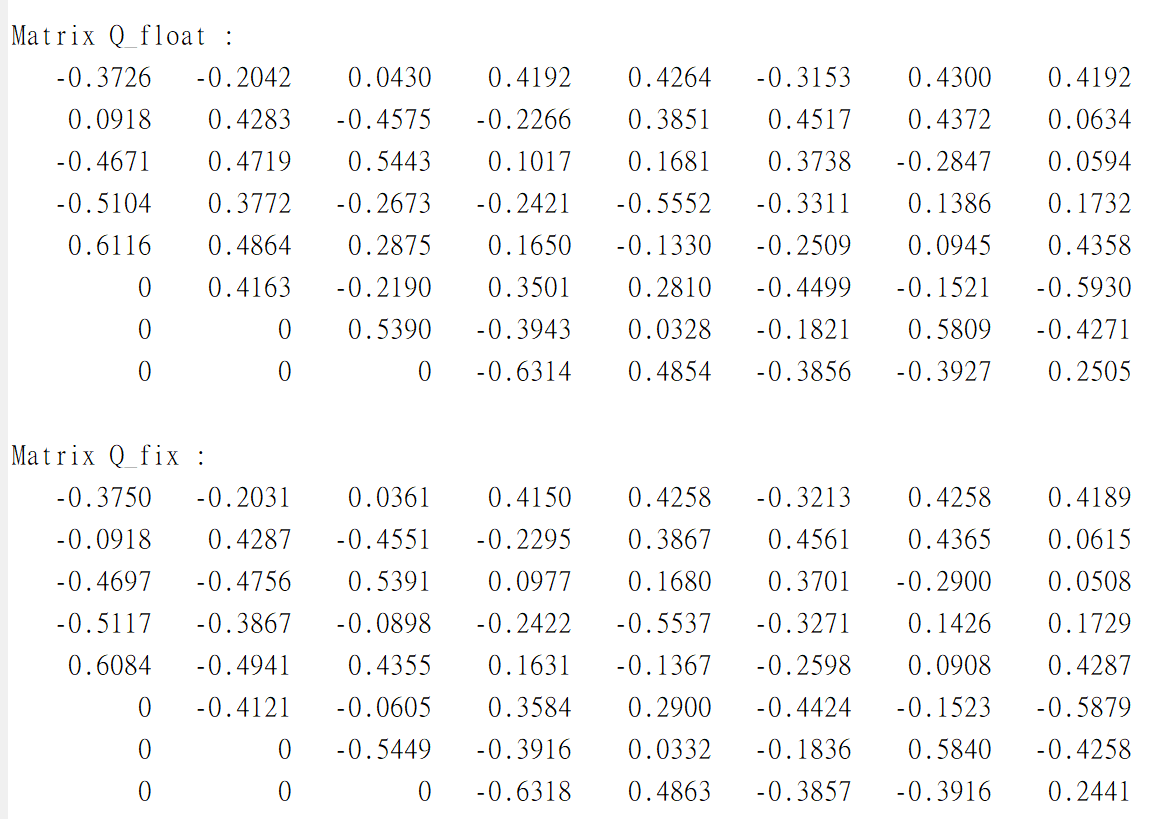 Matrix Q_float :
-0.3726 -0.2042 0.0430 0.4192 0.4264 -0.3153 0.4300 0.4192
0.0918 0.4283 -0.4575 -0.2266 0.3851 0.4517 0.4372 0.0634
-0.4671 0.4719 0.5443 0.1017 0.1681 0.3738 -0.2847 0.0594
-0.5104 0.3772 -0.2673 -0.2421 -0.5552 -0.3311 0.1386 0.1732
0.6116 0.4864 0.2875 0.1650 -0.1330 -0.2509 0.0945 0.4358
0 0.4163 -0.2190 0.3501 0.2810 -0.4499 -0.1521 -0.5930
0 0 0.5390 -0.3943 0.0328 -0.1821 0.5809 -0.4271
0 0 0 -0.6314 0.4854 -0.3856 -0.3927 0.2505
Matrix Q_fix :
-0.3750 -0.2031 0.0361 0.4150 0.4258 -0.3213 0.4258 0.4189
-0.0918 0.4287 -0.4551 -0.2295 0.3867 0.4561 0.4365 0.0615
-0.4697 -0.4756 0.5391 0.0977 0.1680 0.3701 -0.2900 0.0508
-0.5117 -0.3867 -0.0898 -0.2422 -0.5537 -0.3271 0.1426 0.1729
0.6084 -0.4941 0.4355 0.1631 -0.1367 -0.2598 0.0908 0.4287
0 -0.4121 -0.0605 0.3584 0.2900 -0.4424 -0.1523 -0.5879
0 0 -0.5449 -0.3916 0.0332 -0.1836 0.5840 -0.4258
0 0 0 -0.6318 0.4863 -0.3857 -0.3916 0.2441